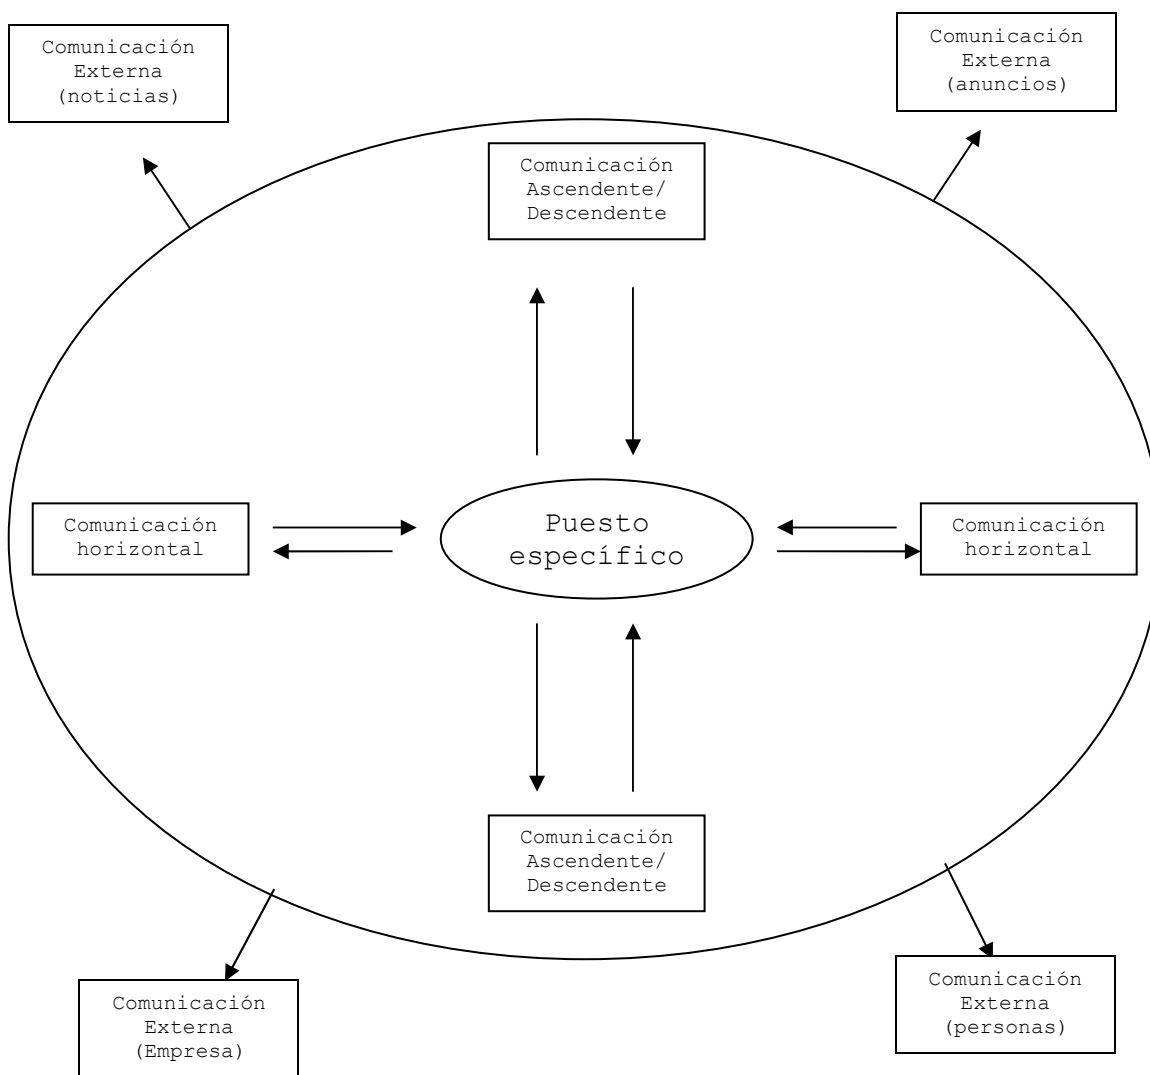 Comunicación
Externa
(noticias)
Comunicación
Externa
(anuncios)
Comunicación
Ascendente/
Descendente
Comunicación
horizontal
Puesto
específico
Comunicación
horizontal
Comunicación
Ascendente/
Descendente
Comunicación
Externa
(Empresa)
Comunicación
Externa
(personas)